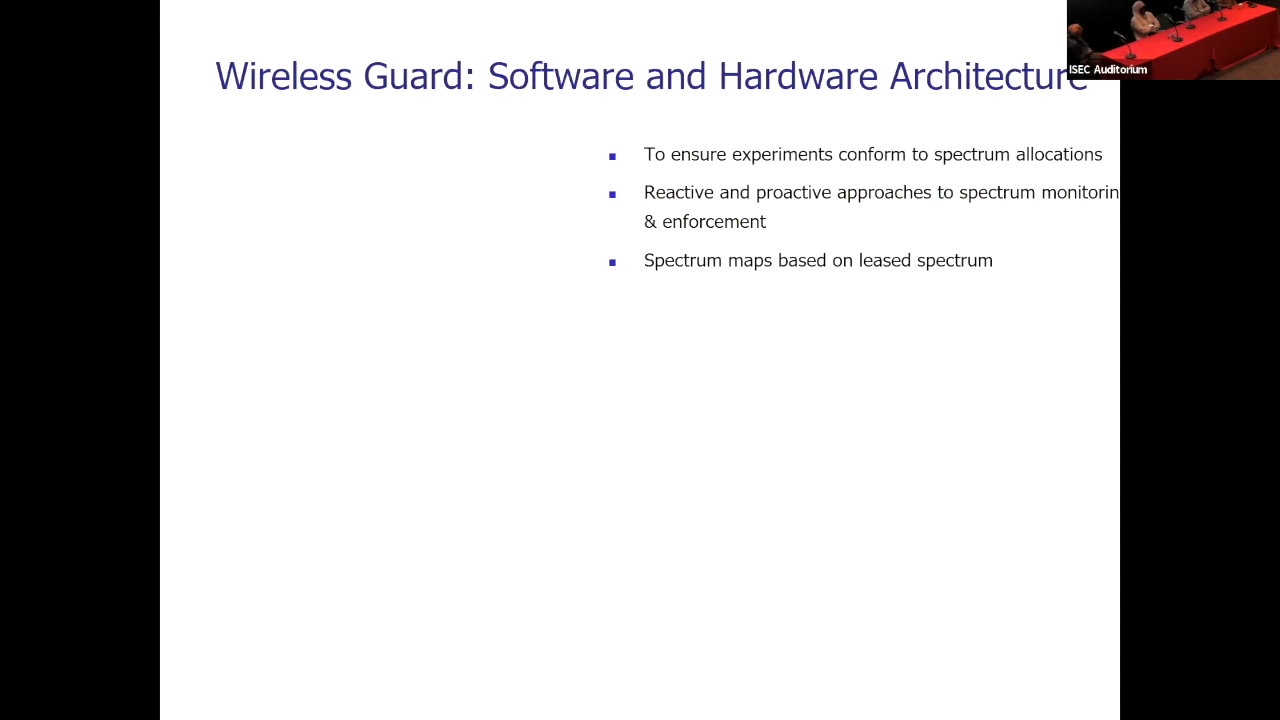 Wireless Guard: Software and Hardware Architecture
ISEC Auditorium
To ensure experiments conform to spectrum allocations
Reactive and proactive approaches to spectrum monitorin
& enforcement
Spectrum maps based on leased spectrum